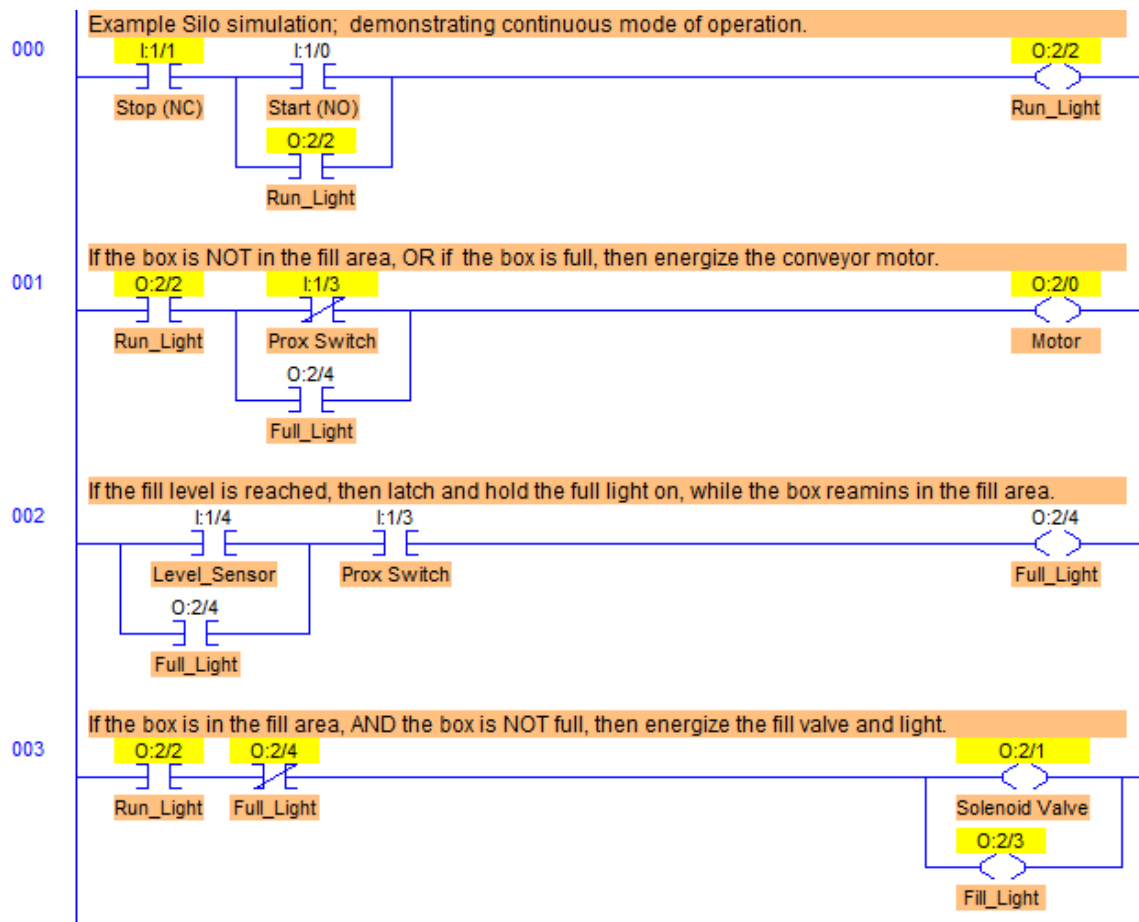 Example Silo simulation;  demonstrating continuous mode of operation.
000
I:1/1 I:1/0 O:2/2
Stop (NC) Start (NO) Run_Light
O:2/2
Run_Light
If the box is NOT in the fill area, OR if  the box is full, then energize the conveyor motor.
001
O:2/2 I:1/3 O:2/0
Run_Light Prox Switch Motor
O:2/4
Full_Light
If the fill level is reached, then latch and hold the full light on, while the box reamins in the fill area.
002
I:1/4 I:1/3 O:2/4
Level_Sensor Prox Switch Full_Light
O:2/4
Full_Light
If the box is in the fill area, AND the box is NOT full, then energize the fill valve and light.
003
O:2/2 O:2/4 O:2/1
Run_Light Full_Light Solenoid Valve
O:2/3
Fill_Light